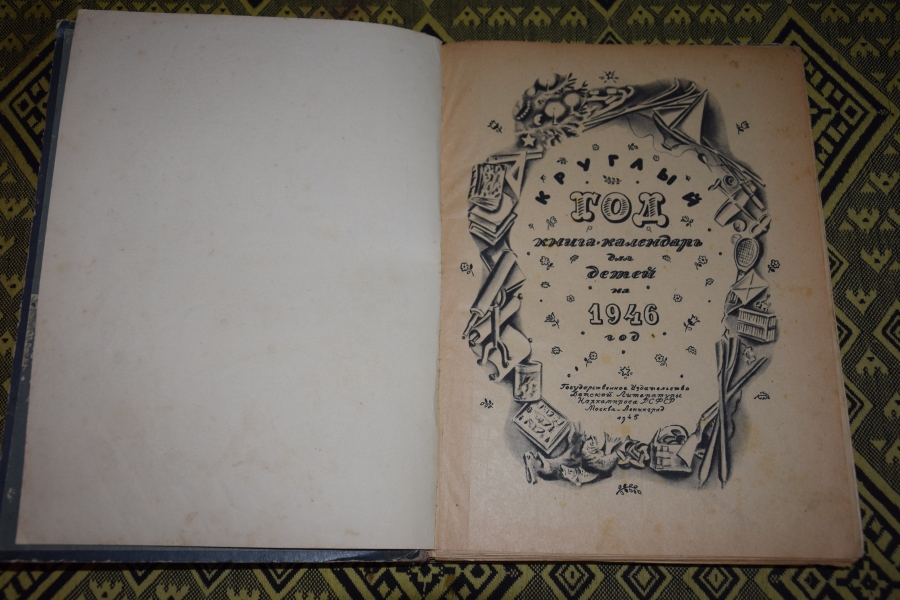 КРУГЛЫЙ
ГОД
книга-календарь
для
детей
на
1946
год
Государственное Издательство
Детской Литературы
Наркомпроса РСФСР
Москва-Ленинград
1945